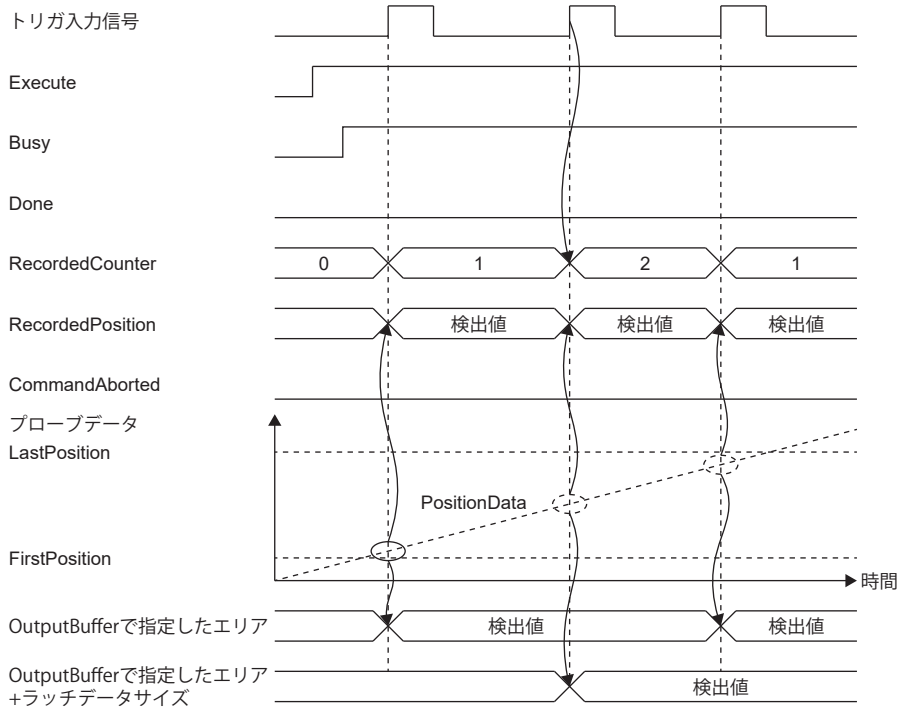 トリガ入力信号
Execute
Busy
Done
RecordedCounter
0
1
2
1
RecordedPosition
検出値
検出値
検出値
CommandAborted
プローブデータ
LastPosition
PositionData
FirstPosition
時間
OutputBufferで指定したエリア
検出値
検出値
OutputBufferで指定したエリア
+ラッチデータサイズ
検出値